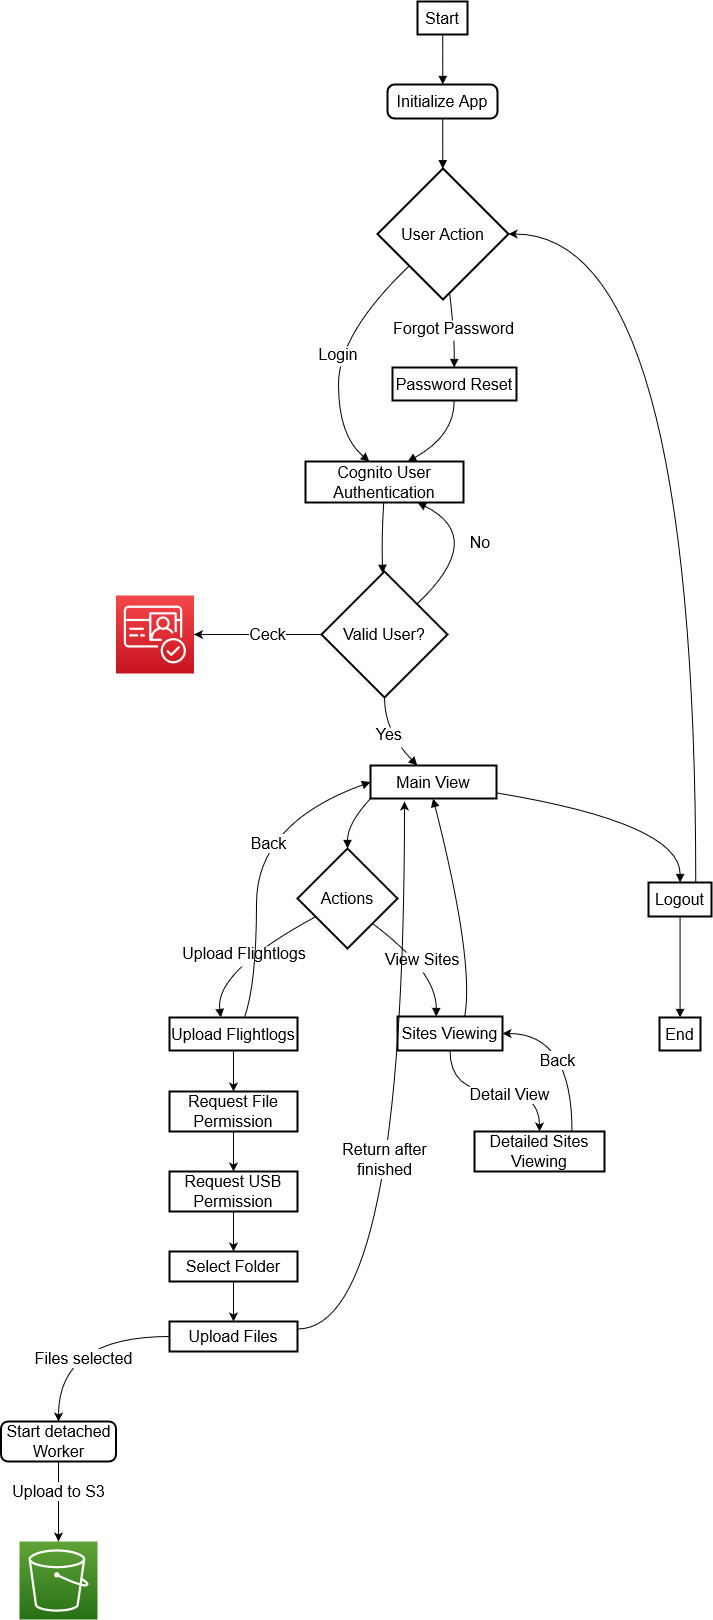 Start
Initialize App
User Action
Forgot Password
Login
Password Reset
Cognito User
Authentication
No
Ceck
Valid User?
Yes
Main View
Back
Actions
Logout
Upload Flightlogs
View Sites
Upload Flightlogs
Sites Viewing
End
Back
Detail View
Request File
Permission
Return after
finished
Detailed Sites
Viewing
Request USB
Permission
Select Folder
Upload Files
Files selected
Start detached
Worker
Upload to S3